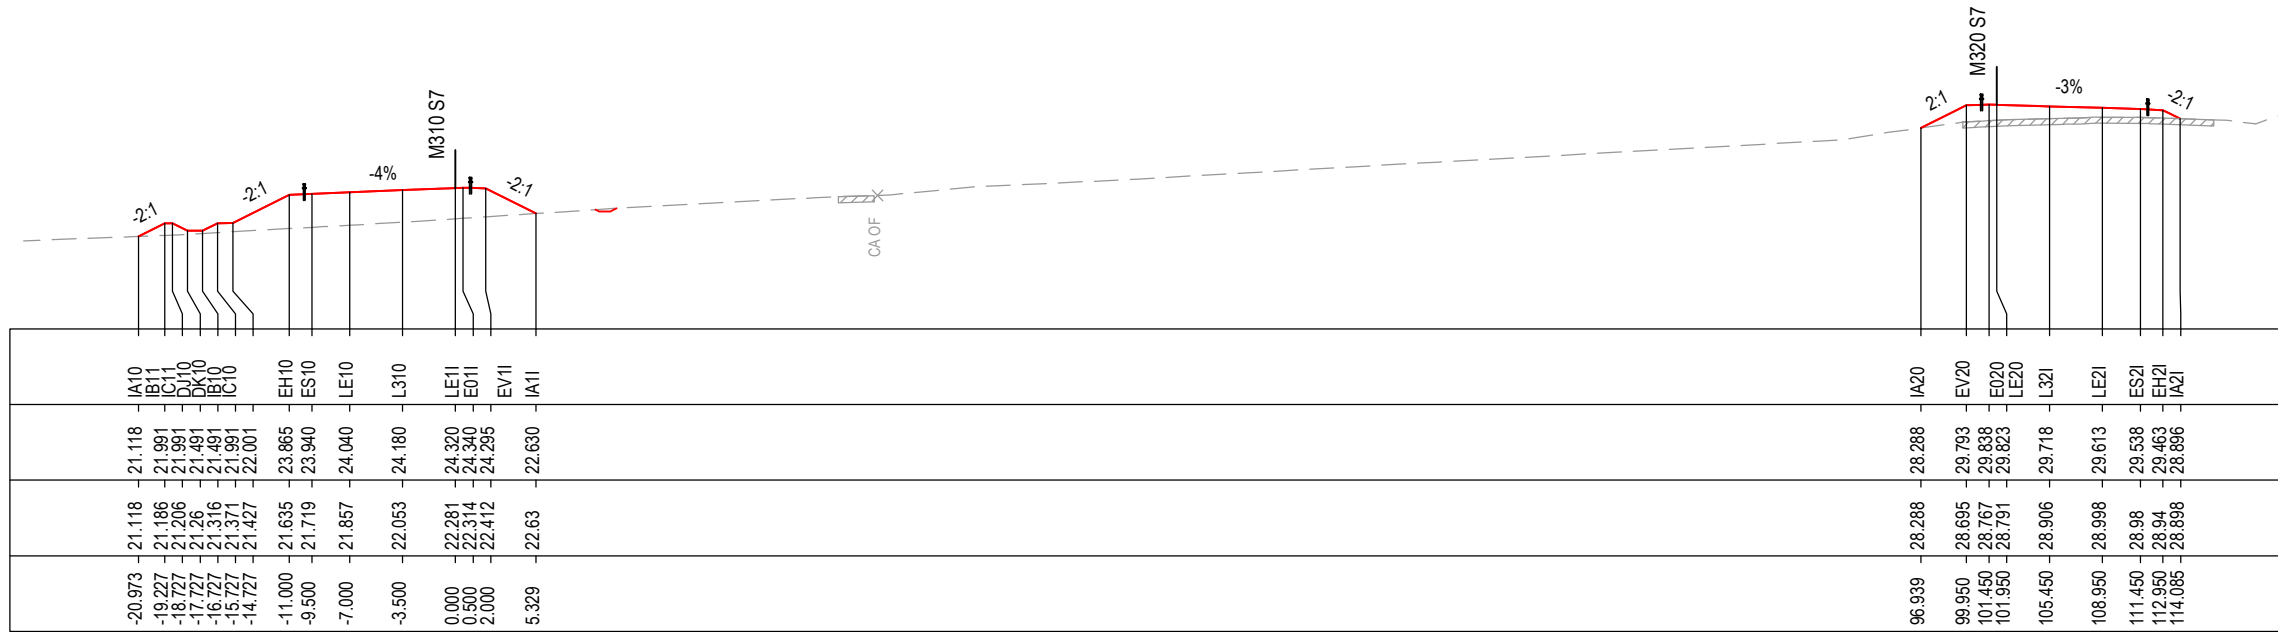 M310 S7
M320 S7
-2:1
-2:1
-4%
-2:1
2:1
-3%
-2:1
CA OF
IA10 IB11 IC11 DJ10 DK10 IB10 IC10 EH10 ES10 LE10 L310 LE1I E01I EV1I IA1I IA20 EV20 E020 LE20 L32I LE2I ES2I EH2I IA2I
21.118 21.991 21.991 21.491 21.491 21.991 22.001 23.865 23.940 24.040 24.180 24.320 24.340 24.295 22.630 28.288 29.793 29.838 29.823 29.718 29.613 29.538 29.463 28.896
21.118 21.186 21.206 21.26 21.316 21.371 21.427 21.635 21.719 21.857 22.053 22.281 22.314 22.412 22.63 28.288 28.695 28.767 28.791 28.906 28.998 28.98 28.94 28.898
-20.973 -19.227 -18.727 -17.727 -16.727 -15.727 -14.727 -11.000 -9.500 -7.000 -3.500 0.000 0.500 2.000 5.329 96.939 99.950 101.450 101.950 105.450 108.950 111.450 112.950 114.085